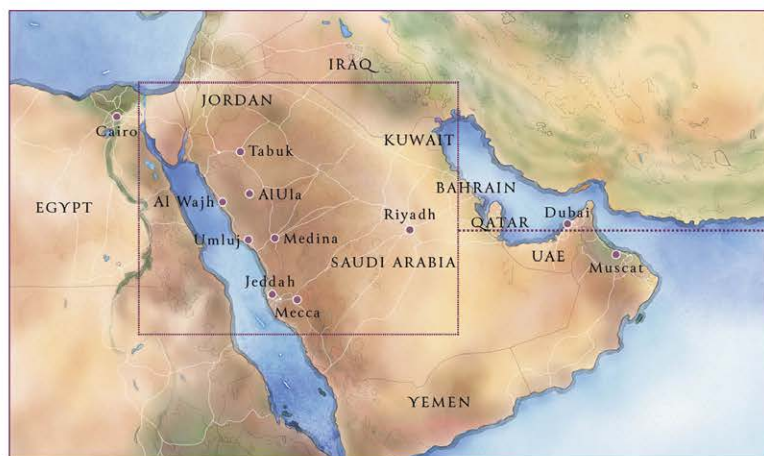 IRAQ
JORDAN
Cairo
KUWAIT
Tabuk
BAHRAIN
AlUla
Al Wajh
EGYPT
Riyadh
QATAR
Dubai
Umluj
Medina
SAUDI ARABIA
UAE
Muscat
Jeddah
Mecca
YEMEN